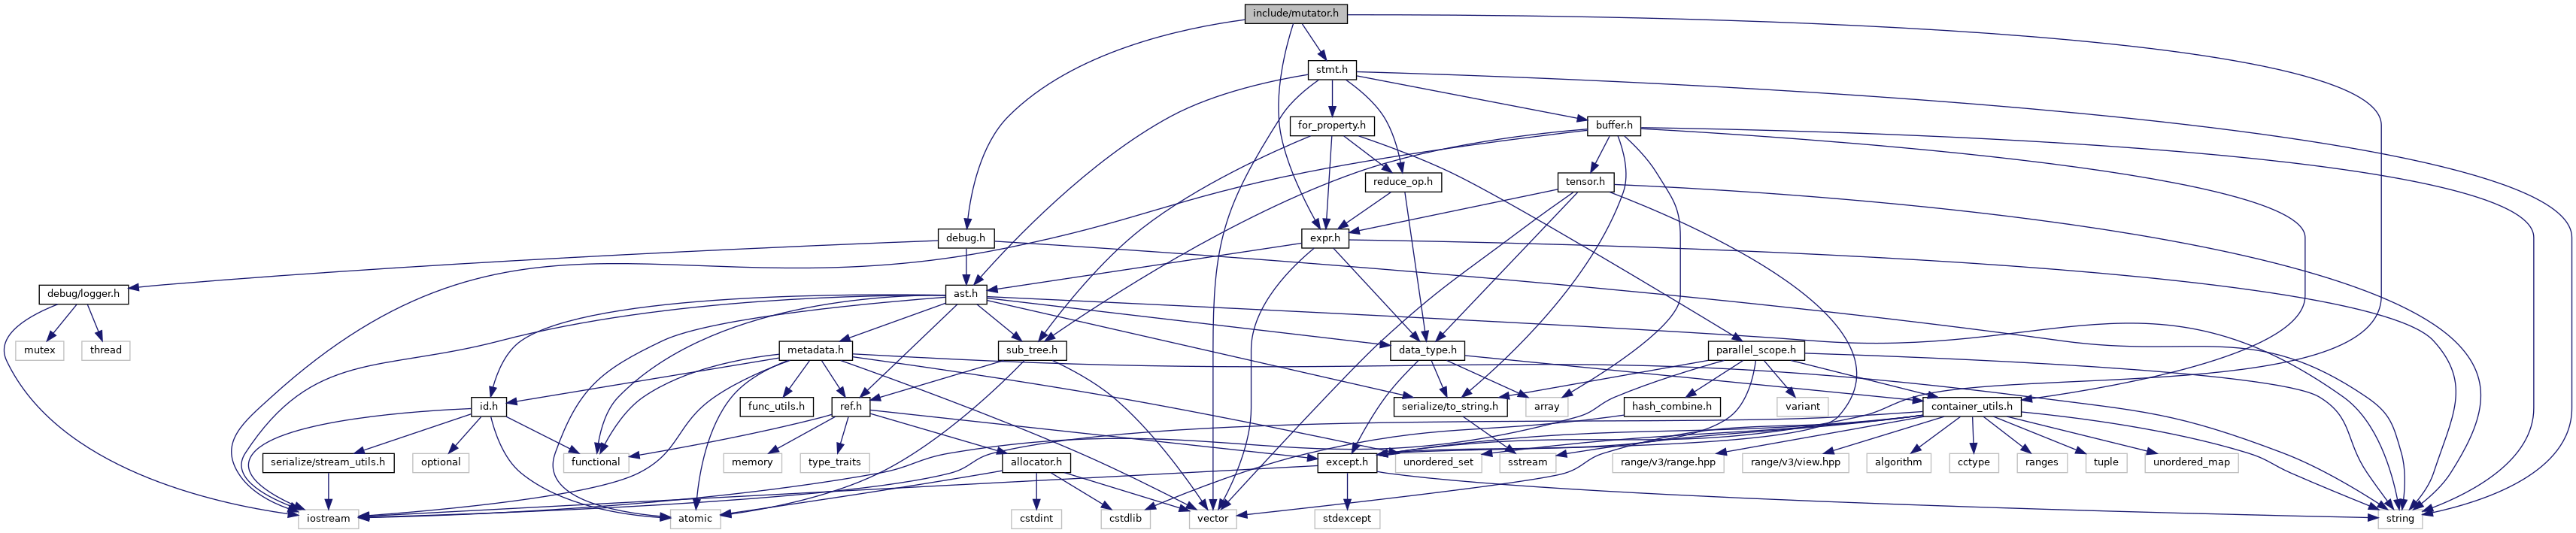 include/mutator.h
stmt.h
for_property.h
buffer.h
reduce_op.h
tensor.h
debug.h
expr.h
debug/logger.h
ast.h
mutex
thread
metadata.h
sub_tree.h
data_type.h
parallel_scope.h
id.h
func_utils.h
ref.h
serialize/to_string.h
array
hash_combine.h
variant
container_utils.h
serialize/stream_utils.h
optional
functional
memory
type_traits
allocator.h
except.h
unordered_set
sstream
range/v3/range.hpp
range/v3/view.hpp
algorithm
cctype
ranges
tuple
unordered_map
iostream
atomic
cstdint
cstdlib
vector
stdexcept
string